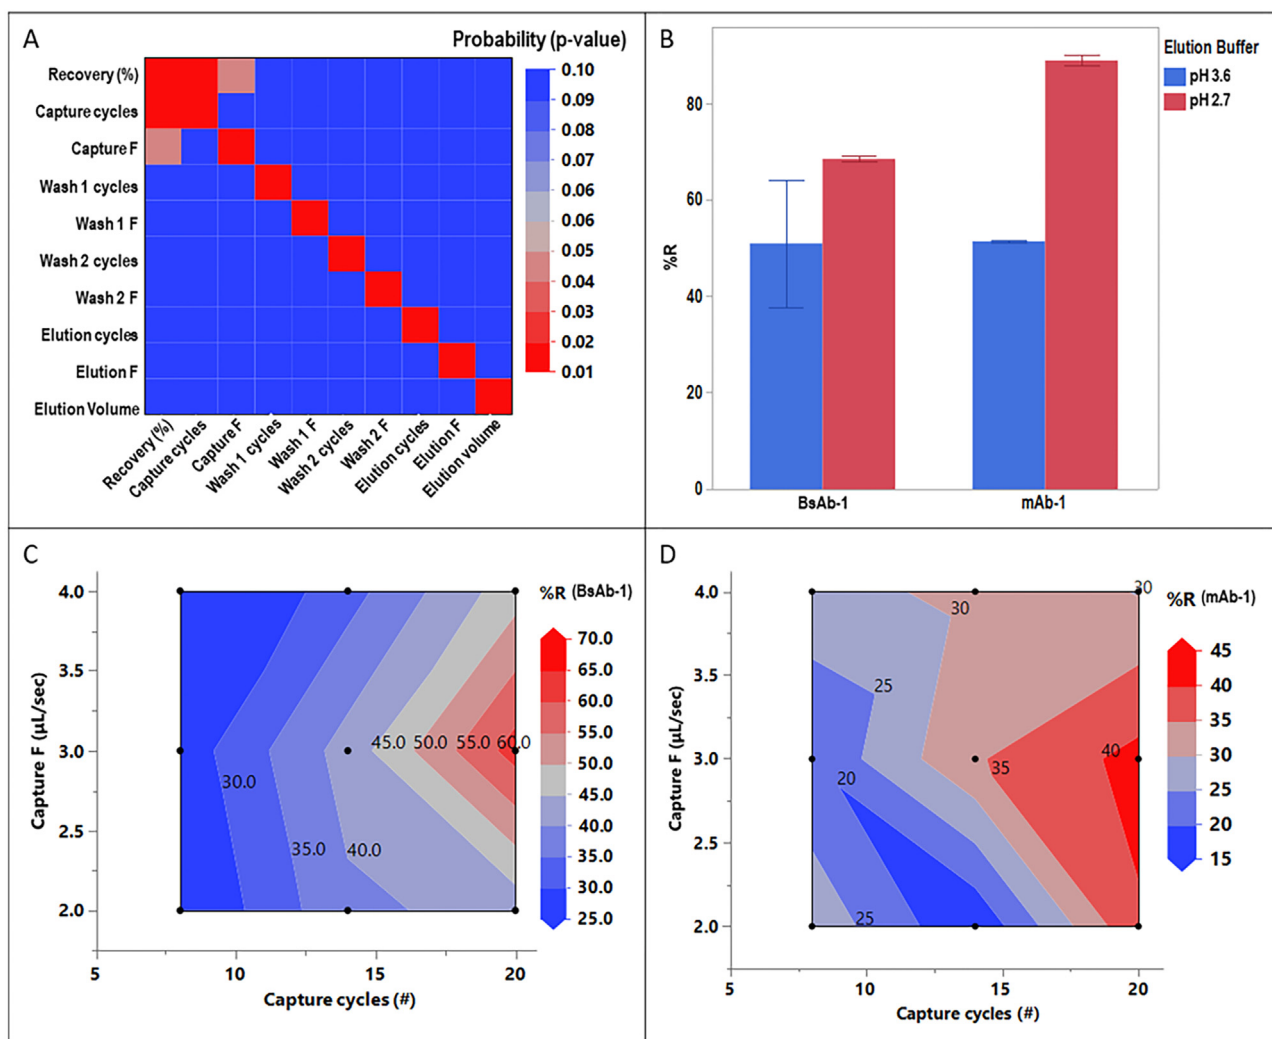 A
Probability (p-value)
Recovery (%)
Capture cycles
Capture F
Wash 1 cycles
Wash 1 F
Wash 2 cycles
Wash 2 F
Elution cycles
Elution F
Elution Volume
0.10
0.09
0.08
0.07
0.06
0.06
0.05
0.04
0.03
0.02
0.01
Recovery (%)
Capture cycles
Capture F
Wash 1 cycles
Wash 1 F
Wash 2 cycles
Wash 2 F
Elution cycles
Elution F
Elution volume
B
Elution Buffer
pH 3.6
pH 2.7
%R
80
60
40
20
0
BsAb-1
mAb-1
C
%R (BsAb-1)
Capture F (µL/sec)
4.0
3.5
3.0
2.5
2.0
45.0 50.0 55.0 60.0
30.0
35.0
40.0
70.0
65.0
60.0
55.0
50.0
45.0
40.0
35.0
30.0
25.0
5
10
15
20
Capture cycles (#)
D
%R (mAb-1)
Capture F (µL/sec)
4.0
3.5
3.0
2.5
2.0
30
30
25
40
35
20
25
45
40
35
30
25
20
15
5
10
15
20
Capture cycles (#)